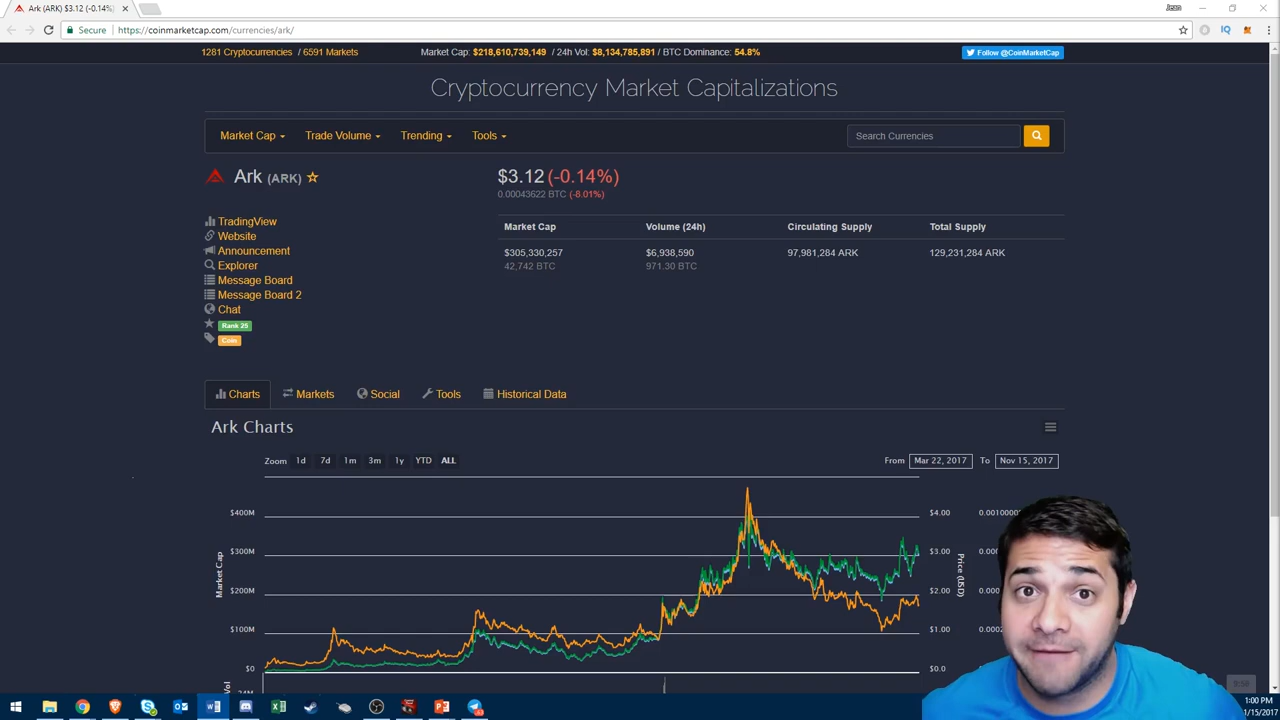 Ark (ARK) $3.12 (-0.14%)
Secure https://coinmarketcap.com/currencies/ark/
1281 Cryptocurrencies / 6591 Markets
Market Cap: $218,610,739,149 / 24h Vol: $8,134,785,891 / BTC Dominance: 54.8%
Follow @CoinMarketCap
Cryptocurrency Market Capitalizations
Market Cap Trade Volume Trending Tools
Search Currencies
Ark (ARK)
$3.12 (-0.14%)
0.00043622 BTC (-8.01%)
TradingView
Website
Announcement
Explorer
Message Board
Message Board 2
Chat
Rank 25
Coin
Market Cap Volume (24h) Circulating Supply Total Supply
$305,330,257 $6,938,590 97,981,284 ARK 129,231,284 ARK
42,742 BTC 971.30 BTC
Charts Markets Social Tools Historical Data
Ark Charts
Zoom 1d 7d 1m 3m 1y YTD ALL
From Mar 22, 2017 To Nov 15, 2017
$400M $4.00 0.00100000
$300M $3.00
$200M $2.00
$100M $1.00
$0 $0.0
Market Cap
Price (USD)
Vol
24M
1:00 PM
1/15/2017